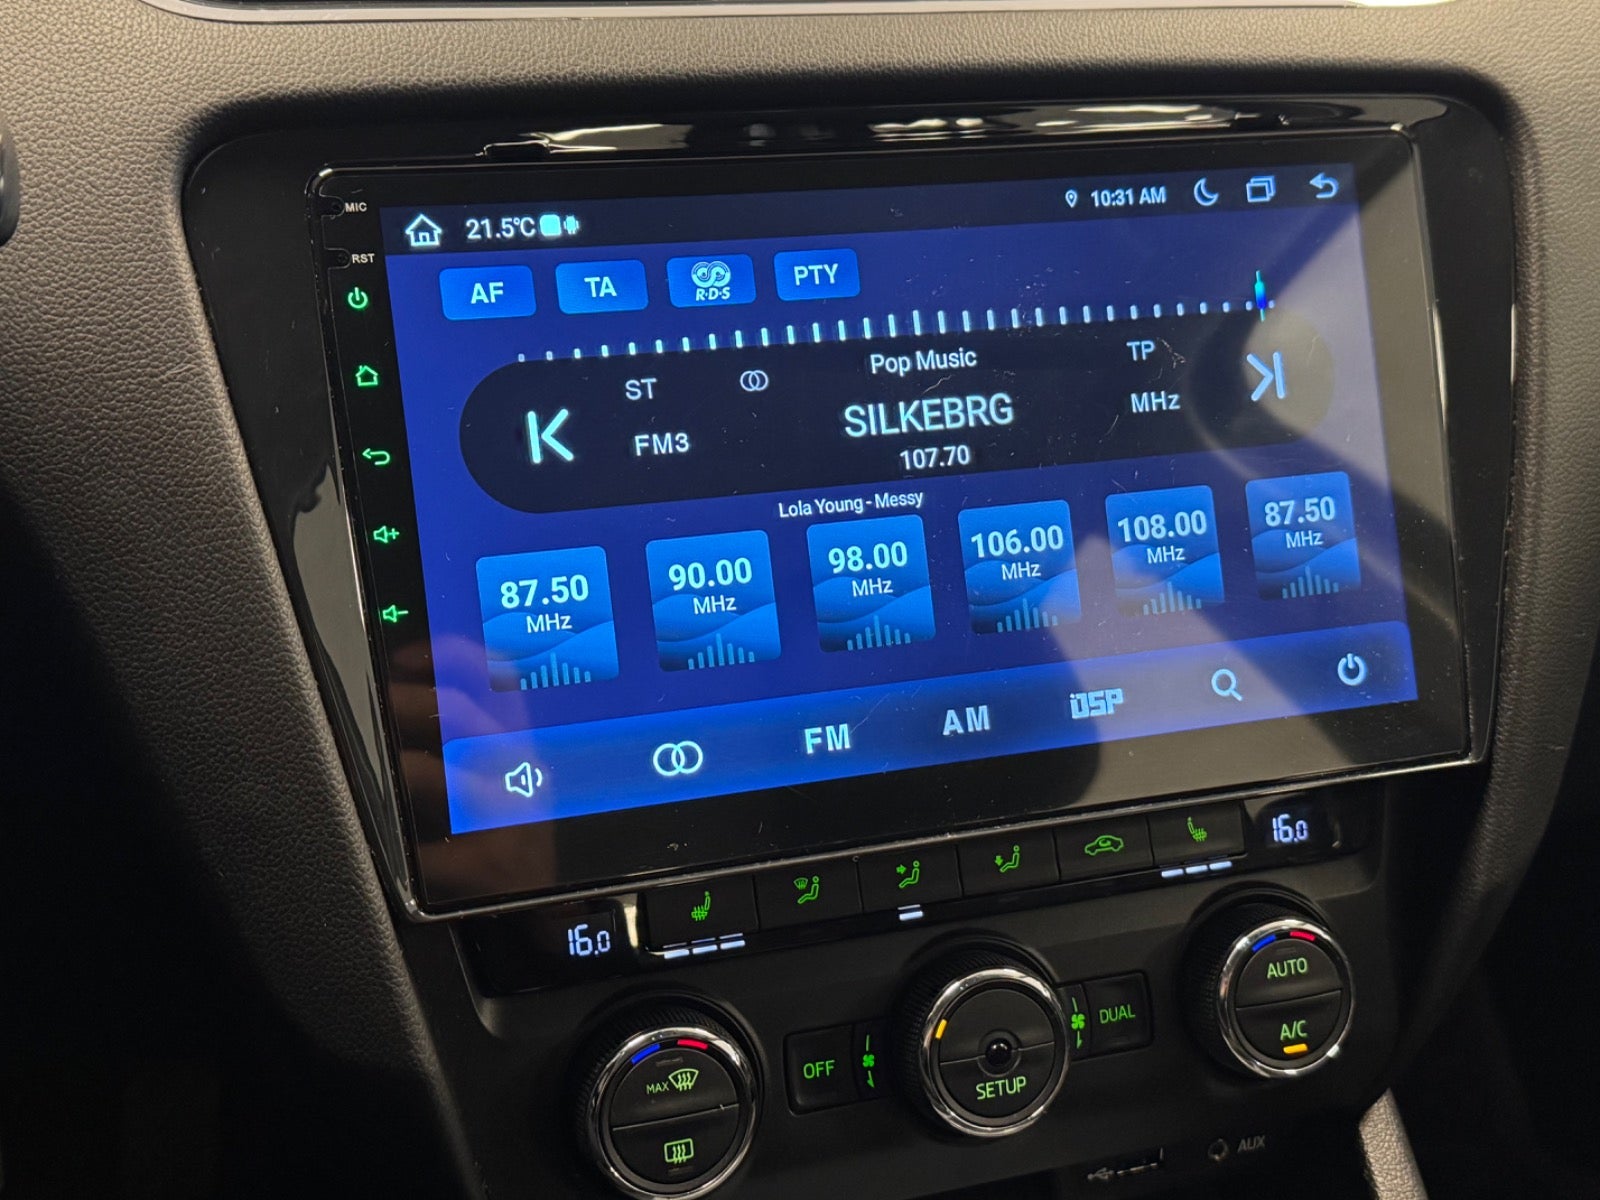 MIC
RST
21.5°C
10:31 AM
AF
TA
R·D·S
PTY
ST
Pop Music
TP
FM3
SILKEBRG
MHz
107.70
Lola Young - Messy
87.50
MHz
90.00
MHz
98.00
MHz
106.00
MHz
108.00
MHz
87.50
MHz
FM
AM
DSP
16.0
16.0
MAX
OFF
SETUP
DUAL
AUTO
A/C
AUX